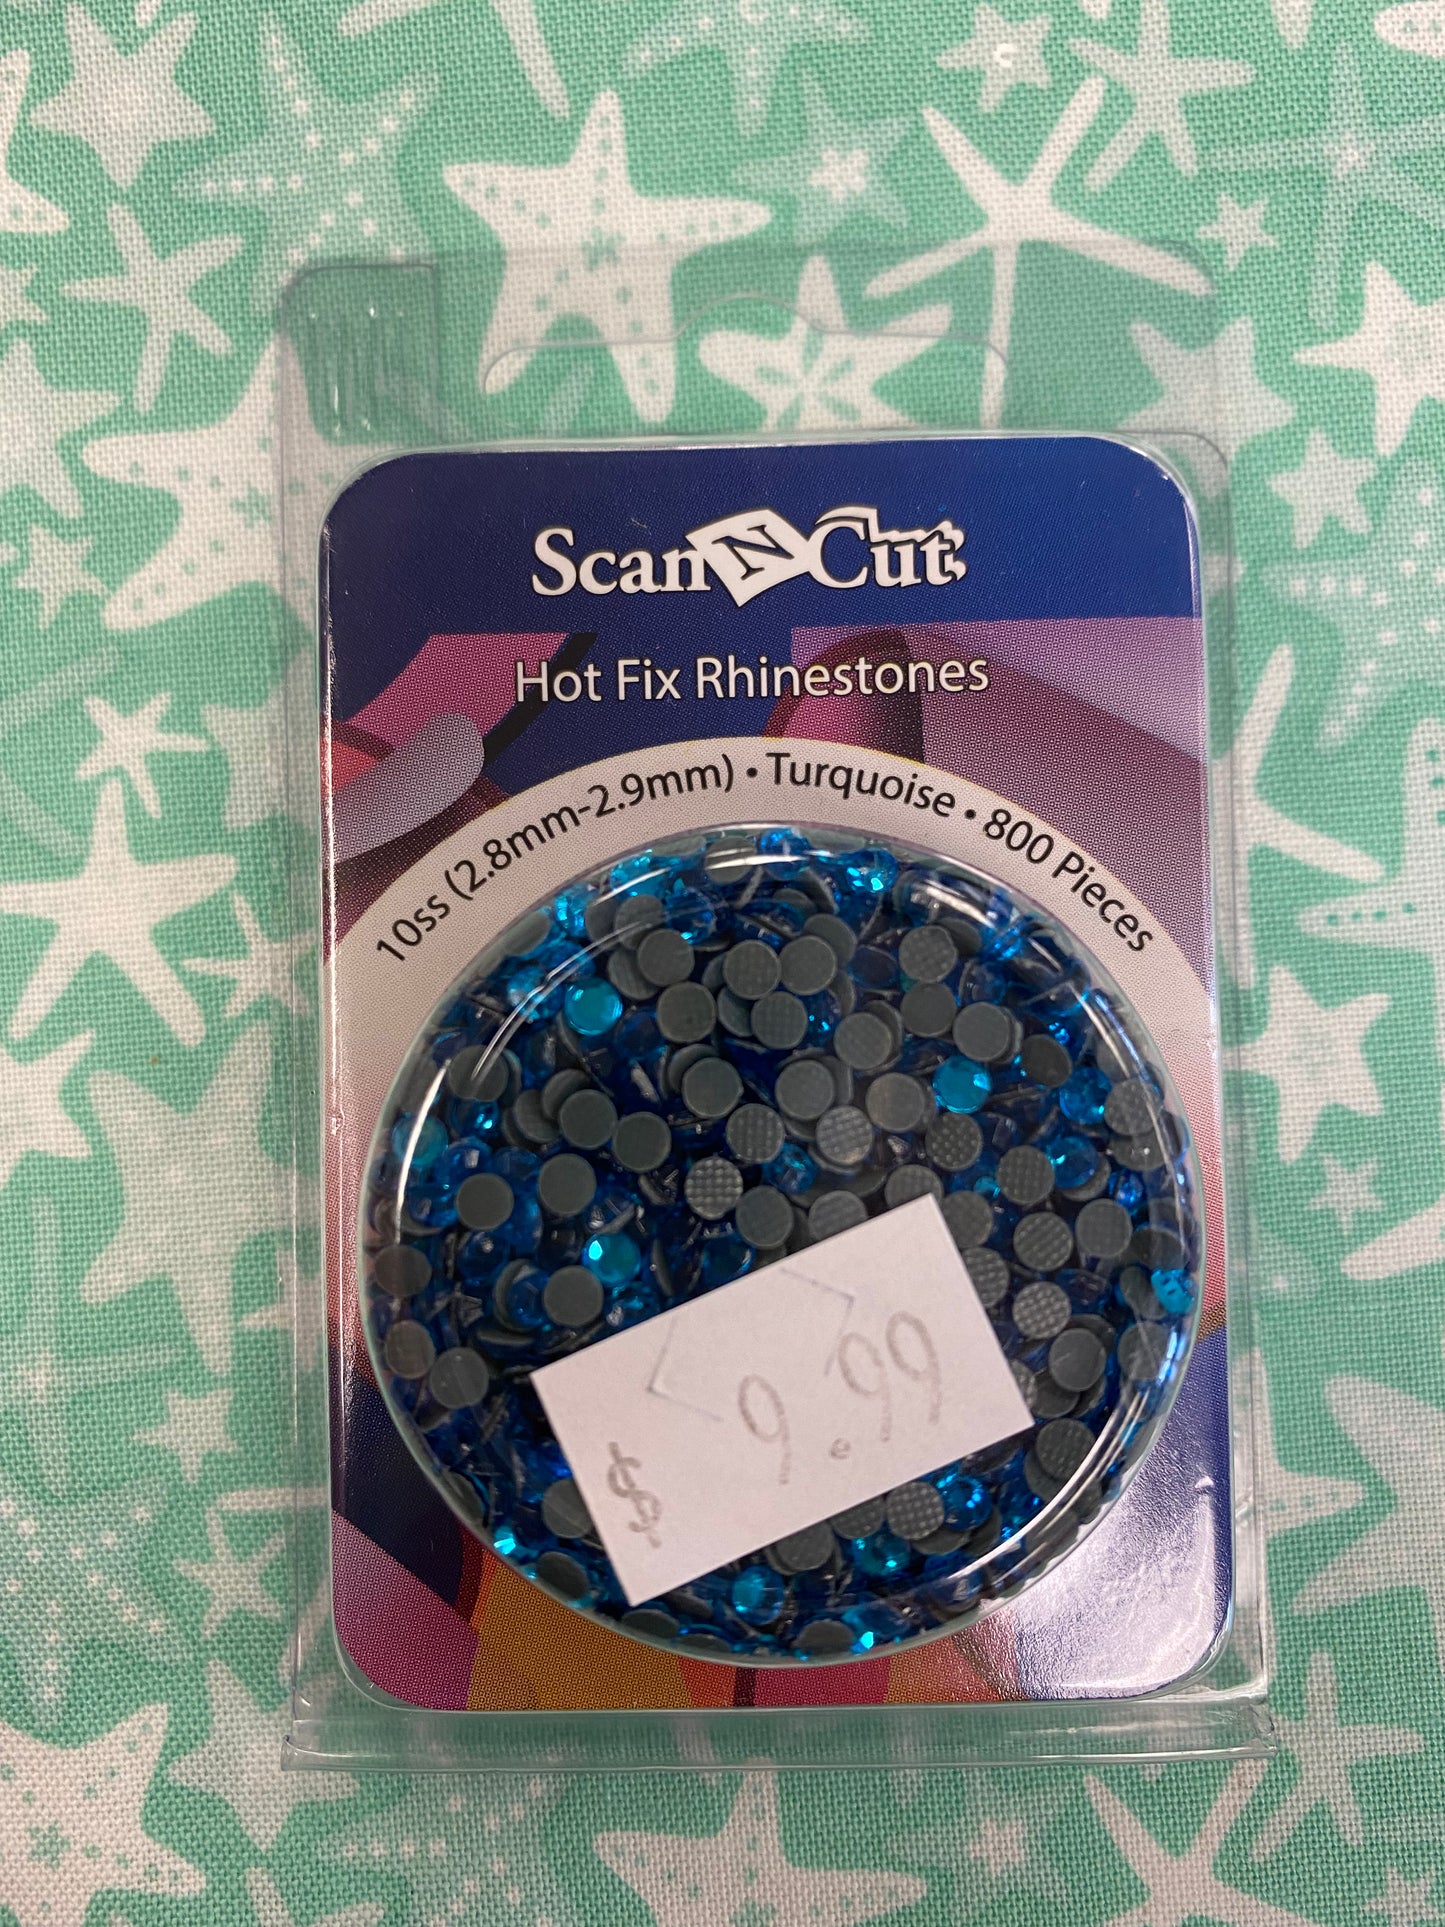 ScanNCut
Hot Fix Rhinestones
10ss (2.8mm-2.9mm) • Turquoise • 800 Pieces
$ 9.99